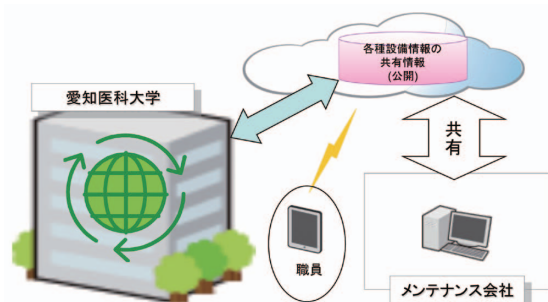 各種設備情報の
共有情報
(公開)
愛知医科大学
共
有
職員
メンテナンス会社